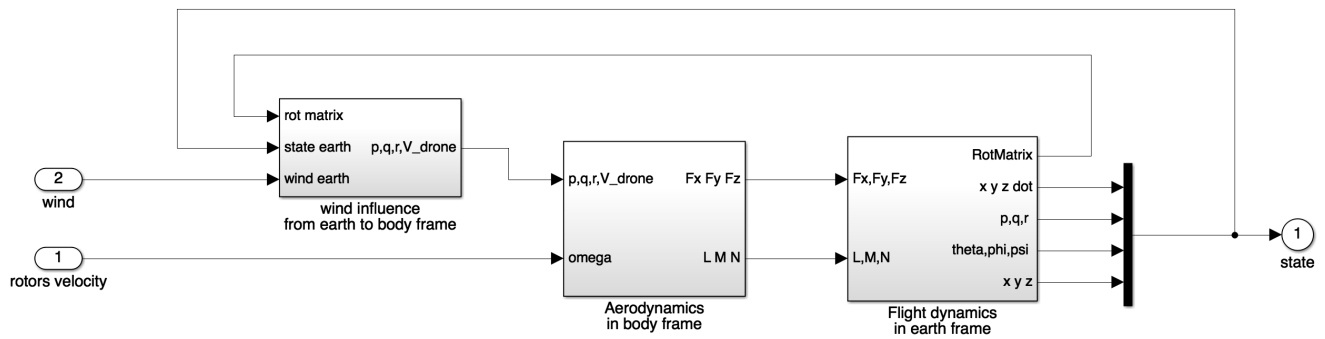 rot matrix
state earth
wind earth
p,q,r,V_drone
wind influence
from earth to body frame
2
wind
1
rotors velocity
p,q,r,V_drone
omega
Fx Fy Fz
L M N
Aerodynamics
in body frame
Fx,Fy,Fz
L,M,N
RotMatrix
x y z dot
p,q,r
theta,phi,psi
x y z
Flight dynamics
in earth frame
1
state